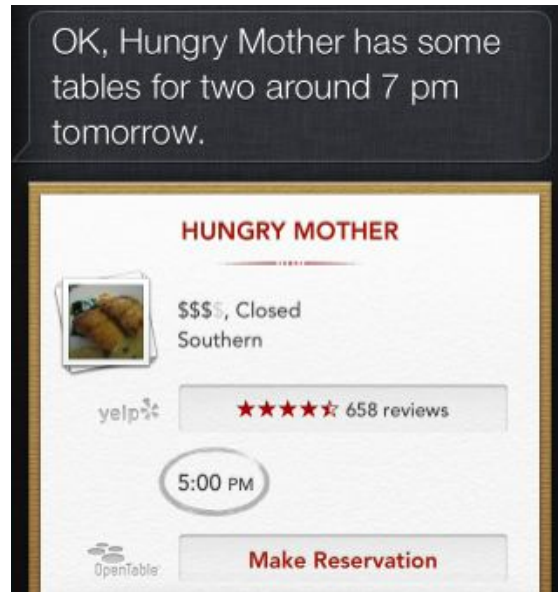 OK, Hungry Mother has some
tables for two around 7 pm
tomorrow.
HUNGRY MOTHER
$$$$, Closed
Southern
yelp
★★★★⯪ 658 reviews
5:00 PM
OpenTable
Make Reservation